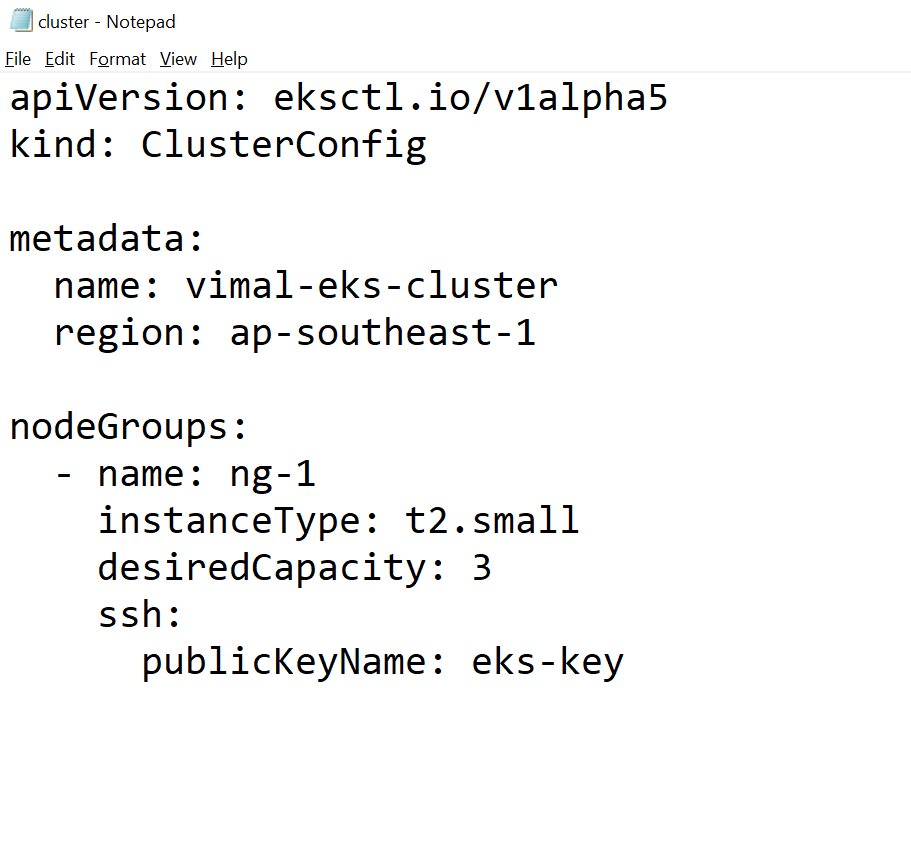 cluster - Notepad
File Edit Format View Help
apiVersion: eksctl.io/v1alpha5
kind: ClusterConfig
metadata:
  name: vimal-eks-cluster
  region: ap-southeast-1
nodeGroups:
  - name: ng-1
    instanceType: t2.small
    desiredCapacity: 3
    ssh:
      publicKeyName: eks-key